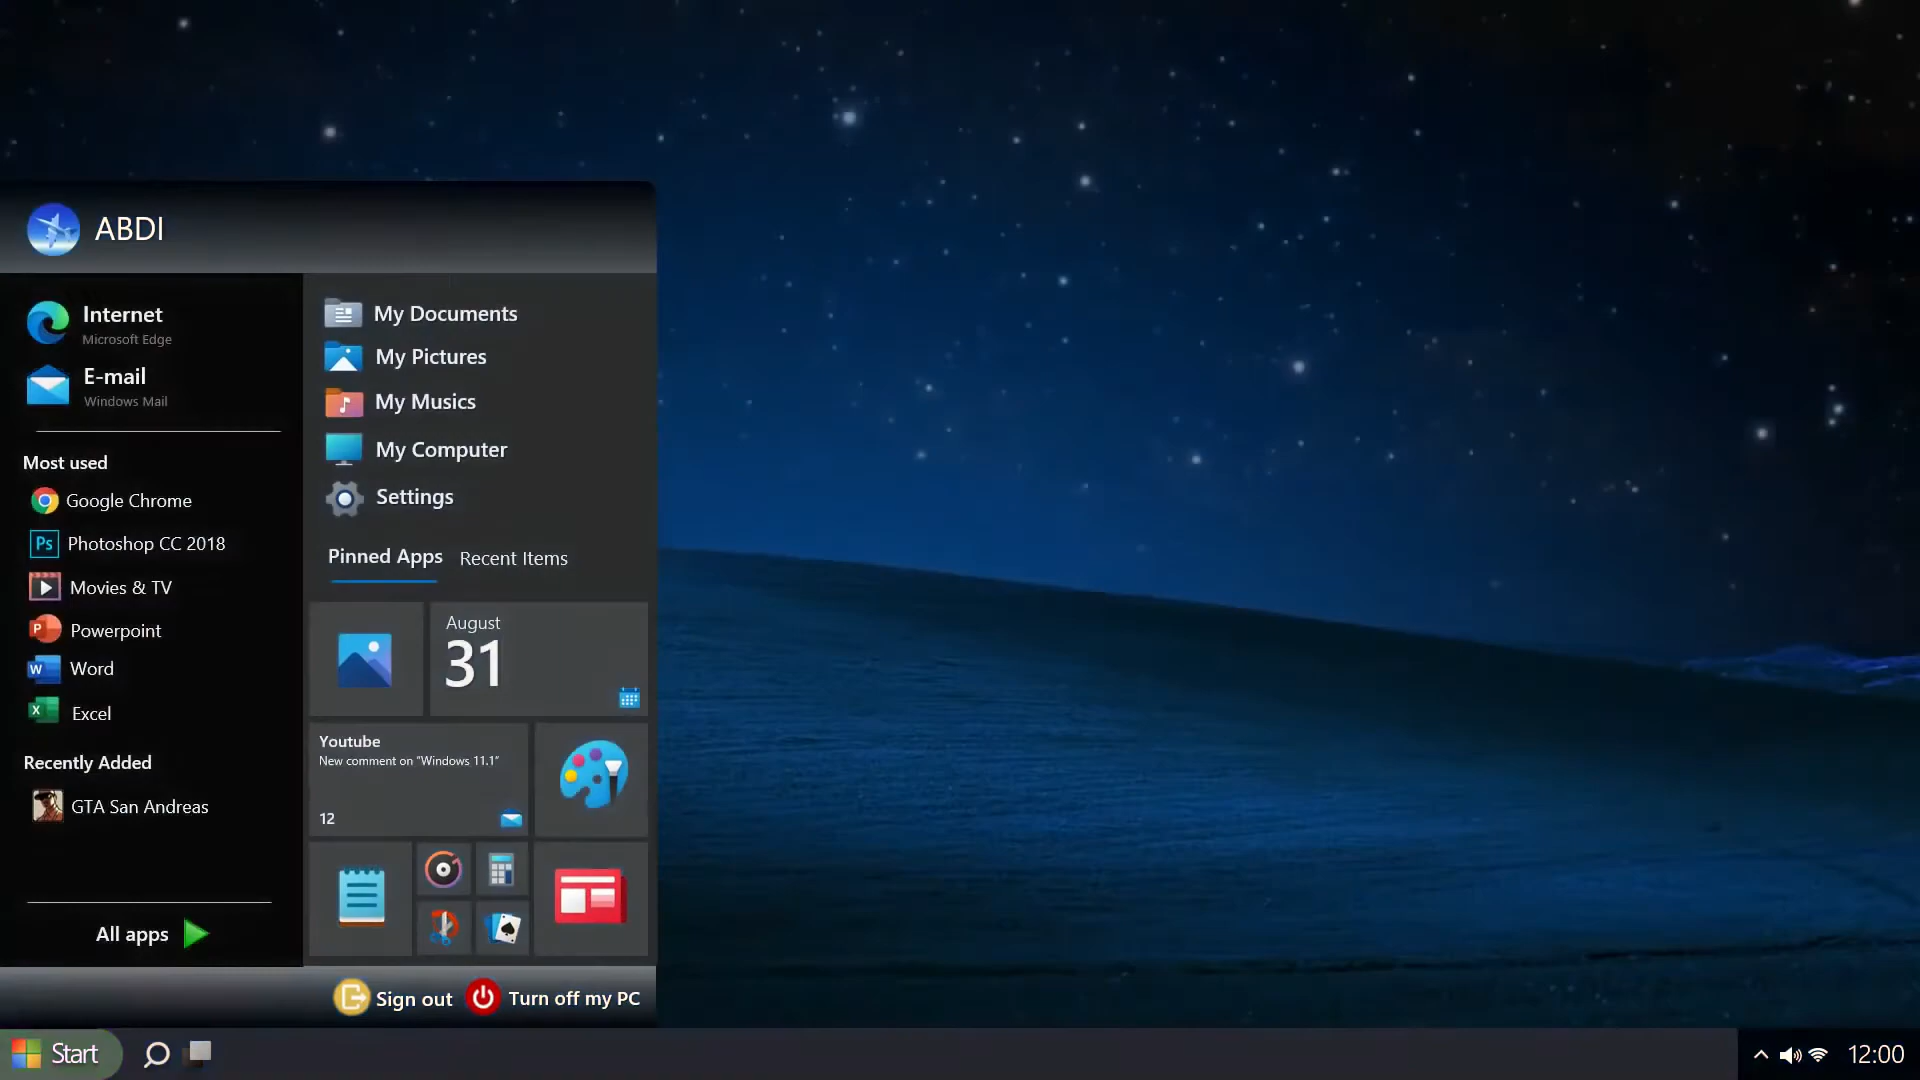 ABDI
Internet
Microsoft Edge
E-mail
Windows Mail
Most used
Google Chrome
Ps
Photoshop CC 2018
Movies & TV
P
Powerpoint
W
Word
X
Excel
Recently Added
GTA San Andreas
All apps
My Documents
My Pictures
My Musics
My Computer
Settings
Pinned Apps Recent Items
August
31
Youtube
New comment on "Windows 11.1"
12
Sign out Turn off my PC
Start
12:00